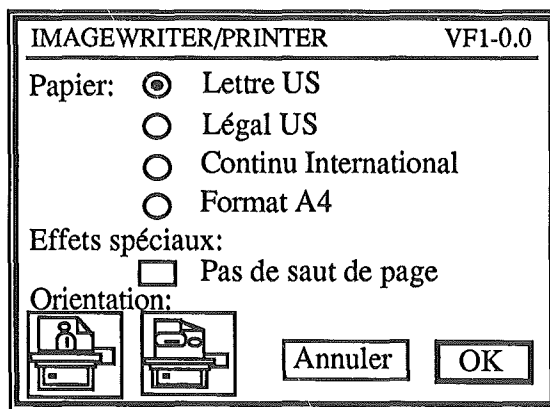 IMAGEWRITER/PRINTER VF1-0.0
Papier: Lettre US
Légal US
Continu International
Format A4
Effets spéciaux:
Pas de saut de page
Orientation:
Annuler OK